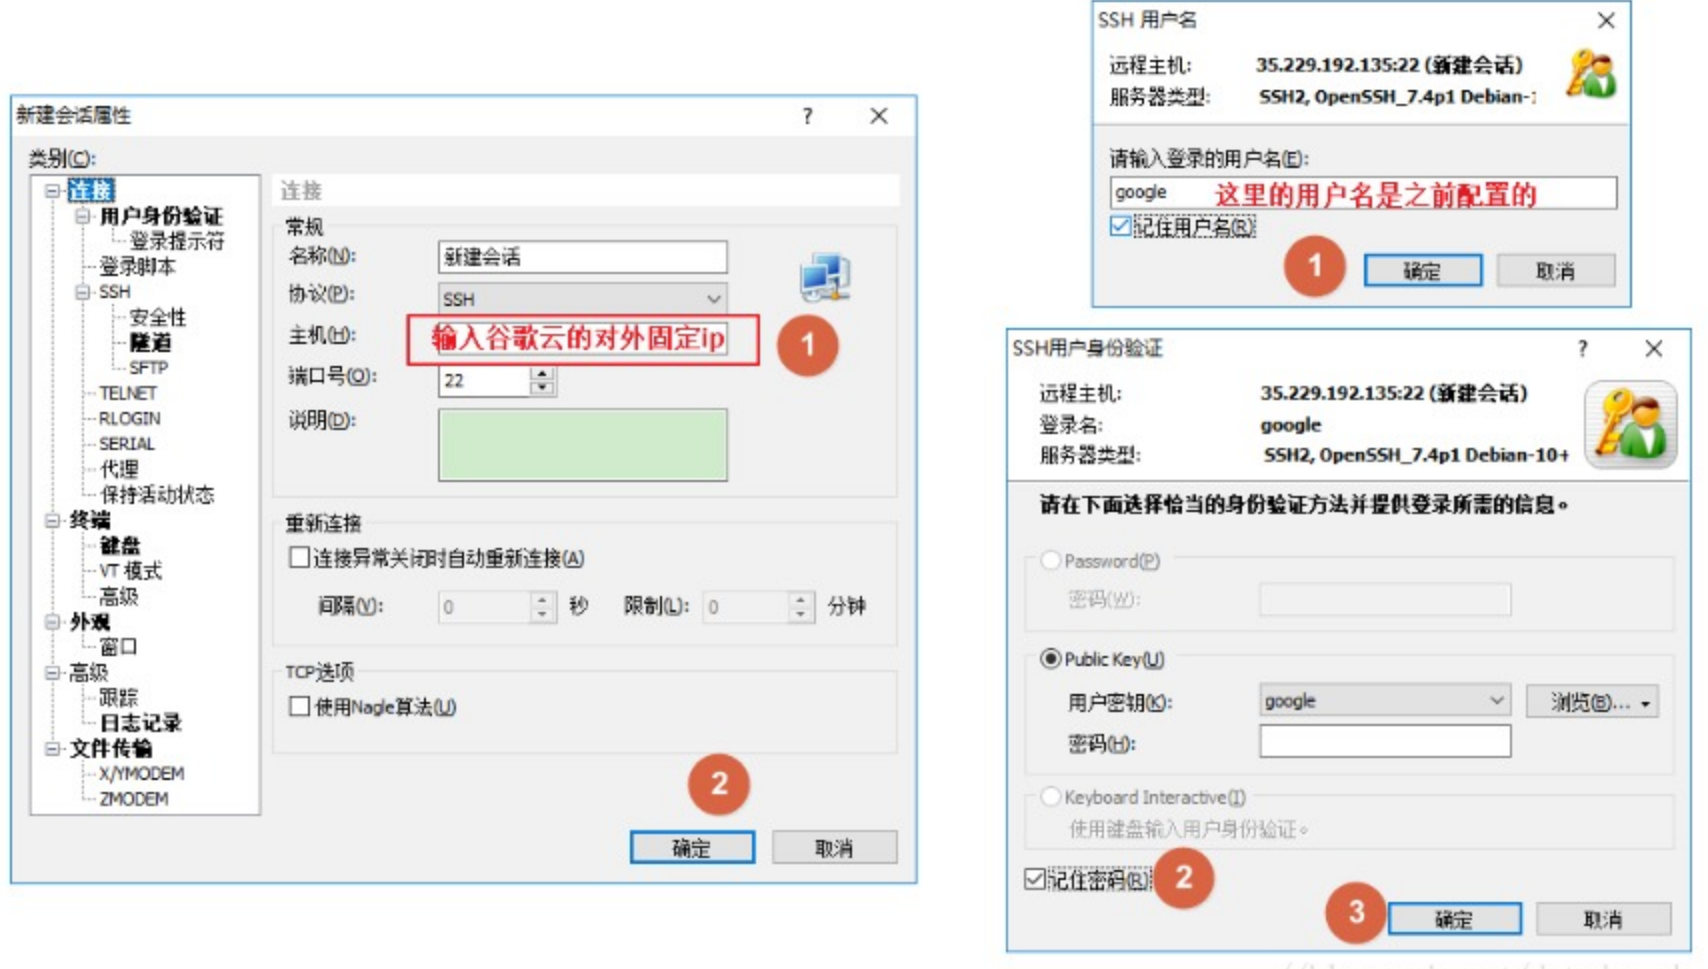 新建会话属性
类别(C):
连接
用户身份验证
登录提示符
登录脚本
SSH
安全性
隧道
SFTP
TELNET
RLOGIN
SERIAL
代理
保持活动状态
终端
键盘
VT 模式
高级
外观
窗口
高级
跟踪
日志记录
文件传输
X/YMODEM
ZMODEM
连接
常规
名称(N): 新建会话
协议(P): SSH
主机(H): 输入谷歌云的对外固定ip
1
端口号(O): 22
说明(D):
重新连接
连接异常关闭时自动重新连接(A)
间隔(V): 0 秒 限制(L): 0 分钟
TCP选项
使用Nagle算法(U)
2
确定 取消
SSH 用户名
远程主机: 35.229.192.135:22 (新建会话)
服务器类型: SSH2, OpenSSH_7.4p1 Debian-1
请输入登录的用户名(E):
google 这里的用户名是之前配置的
记住用户名(R)
1
确定 取消
SSH用户身份验证
远程主机: 35.229.192.135:22 (新建会话)
登录名: google
服务器类型: SSH2, OpenSSH_7.4p1 Debian-10+
请在下面选择恰当的身份验证方法并提供登录所需的信息。
Password(P)
密码(W):
Public Key(U)
用户密钥(K): google 浏览(B)...
密码(H):
Keyboard Interactive(I)
使用键盘输入用户身份验证。
记住密码(R) 2
3 确定 取消